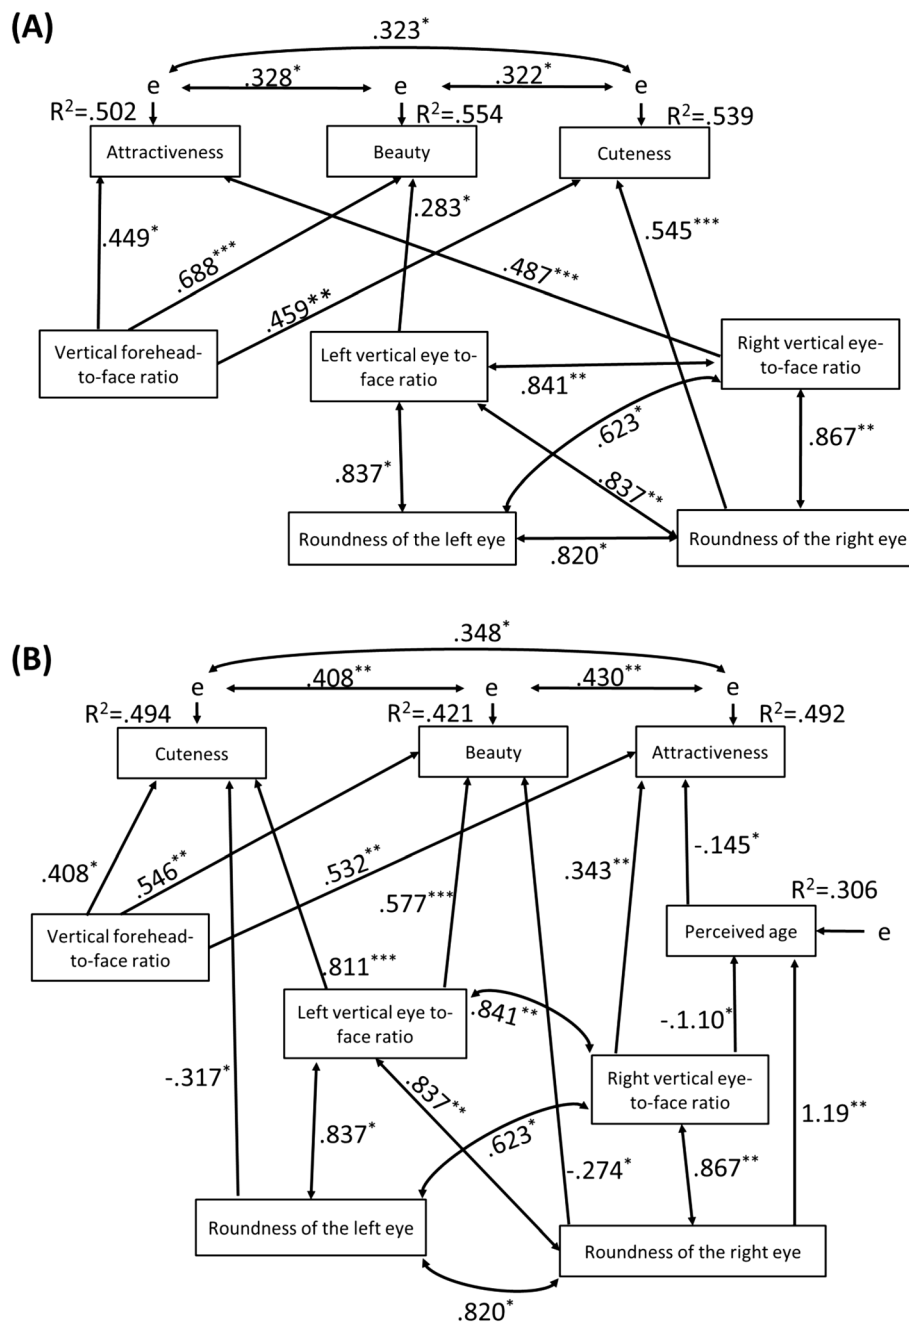 (A)
.323*
.328*
.322*
e
e
e
R²=.502
R²=.554
R²=.539
Attractiveness
Beauty
Cuteness
.449*
.688***
.459**
.283*
.487***
.545***
Vertical forehead-
to-face ratio
Left vertical eye to-
face ratio
Right vertical eye-
to-face ratio
.841**
.623*
.867**
.837*
.837**
Roundness of the left eye
Roundness of the right eye
.820*
(B)
.348*
.408**
.430**
e
e
e
R²=.494
R²=.421
R²=.492
Cuteness
Beauty
Attractiveness
.408*
.546**
.532**
.577***
.343**
-.145*
R²=.306
Vertical forehead-
to-face ratio
Perceived age
e
.811***
Left vertical eye to-
face ratio
.841**
-.1.10*
Right vertical eye-
to-face ratio
-.317*
.837*
.837**
.623*
-.274*
.867**
1.19**
Roundness of the left eye
Roundness of the right eye
.820*